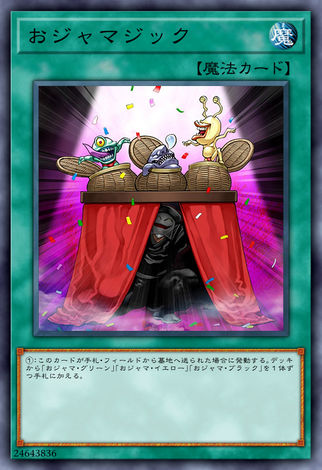 おジャマジック
魔
【魔法カード】
①：このカードが手札・フィールドから墓地へ送られた場合に発動する。デッキ
から「おジャマ・グリーン」「おジャマ・イエロー」「おジャマ・ブラック」を１体ず
つ手札に加える。
24643836